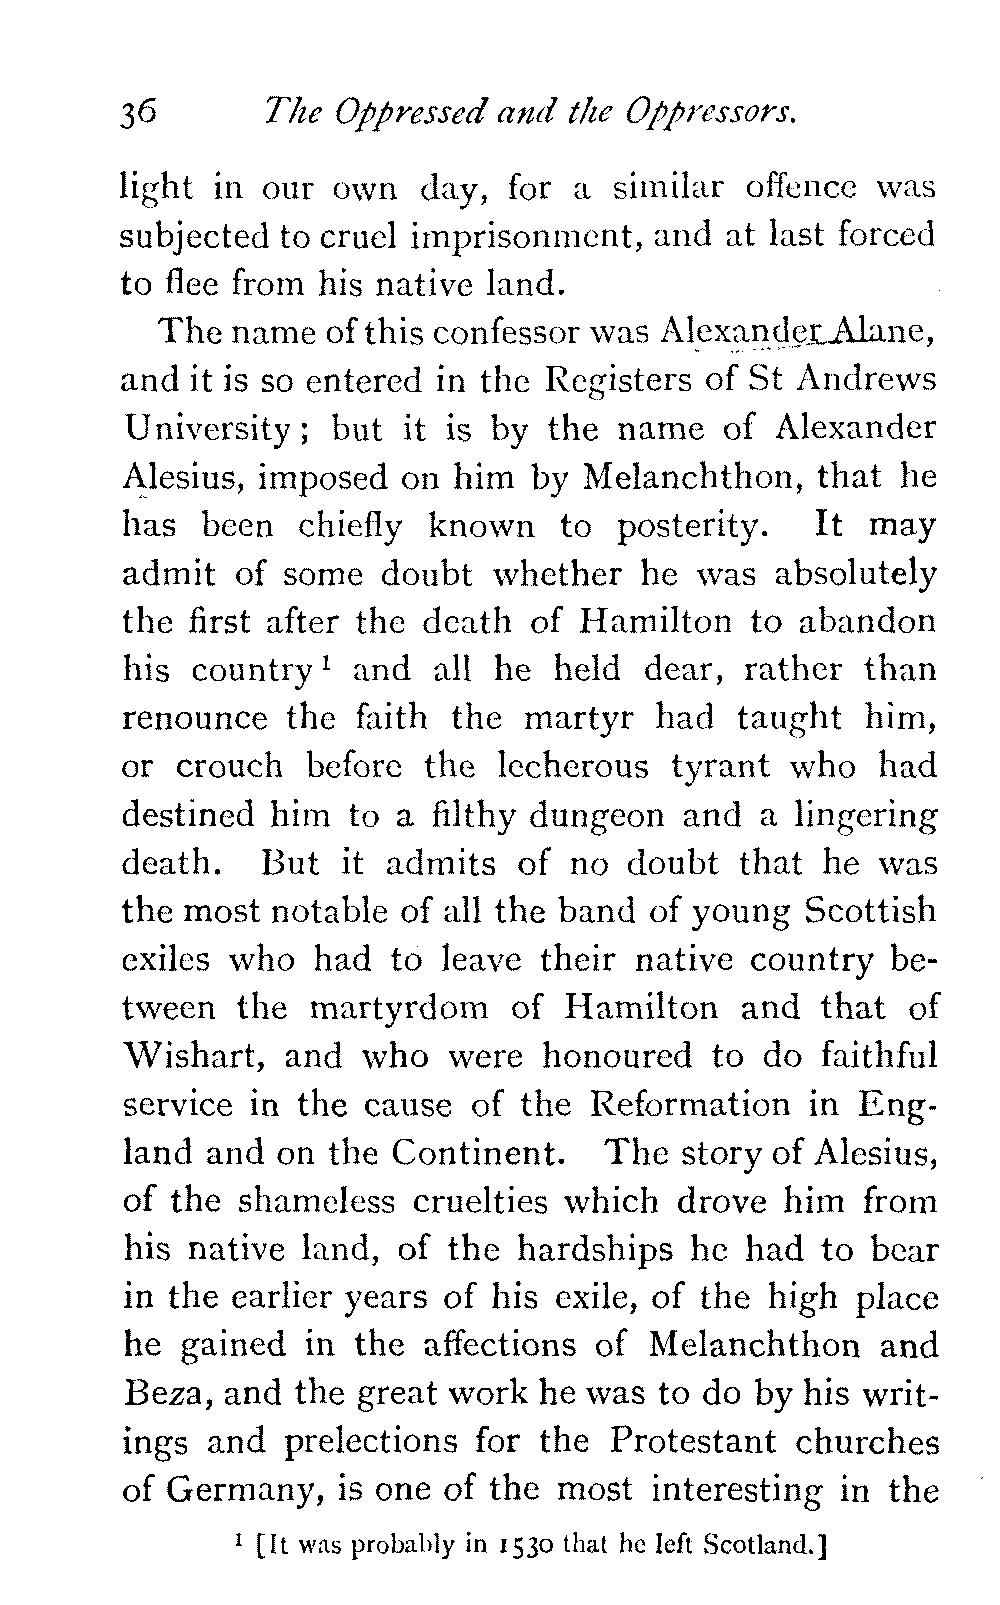 36 The Oppressed and the Oppressors.
light in our own day, for a similar offence was
subjected to cruel imprisonment, and at last forced
to flee from his native land.
The name of this confessor was Alexander Alane,
and it is so entered in the Registers of St Andrews
University; but it is by the name of Alexander
Alesius, imposed on him by Melanchthon, that he
has been chiefly known to posterity. It may
admit of some doubt whether he was absolutely
the first after the death of Hamilton to abandon
his country¹ and all he held dear, rather than
renounce the faith the martyr had taught him,
or crouch before the lecherous tyrant who had
destined him to a filthy dungeon and a lingering
death. But it admits of no doubt that he was
the most notable of all the band of young Scottish
exiles who had to leave their native country be-
tween the martyrdom of Hamilton and that of
Wishart, and who were honoured to do faithful
service in the cause of the Reformation in Eng-
land and on the Continent. The story of Alesius,
of the shameless cruelties which drove him from
his native land, of the hardships he had to bear
in the earlier years of his exile, of the high place
he gained in the affections of Melanchthon and
Beza, and the great work he was to do by his writ-
ings and prelections for the Protestant churches
of Germany, is one of the most interesting in the
¹ [It was probably in 1530 that he left Scotland.]